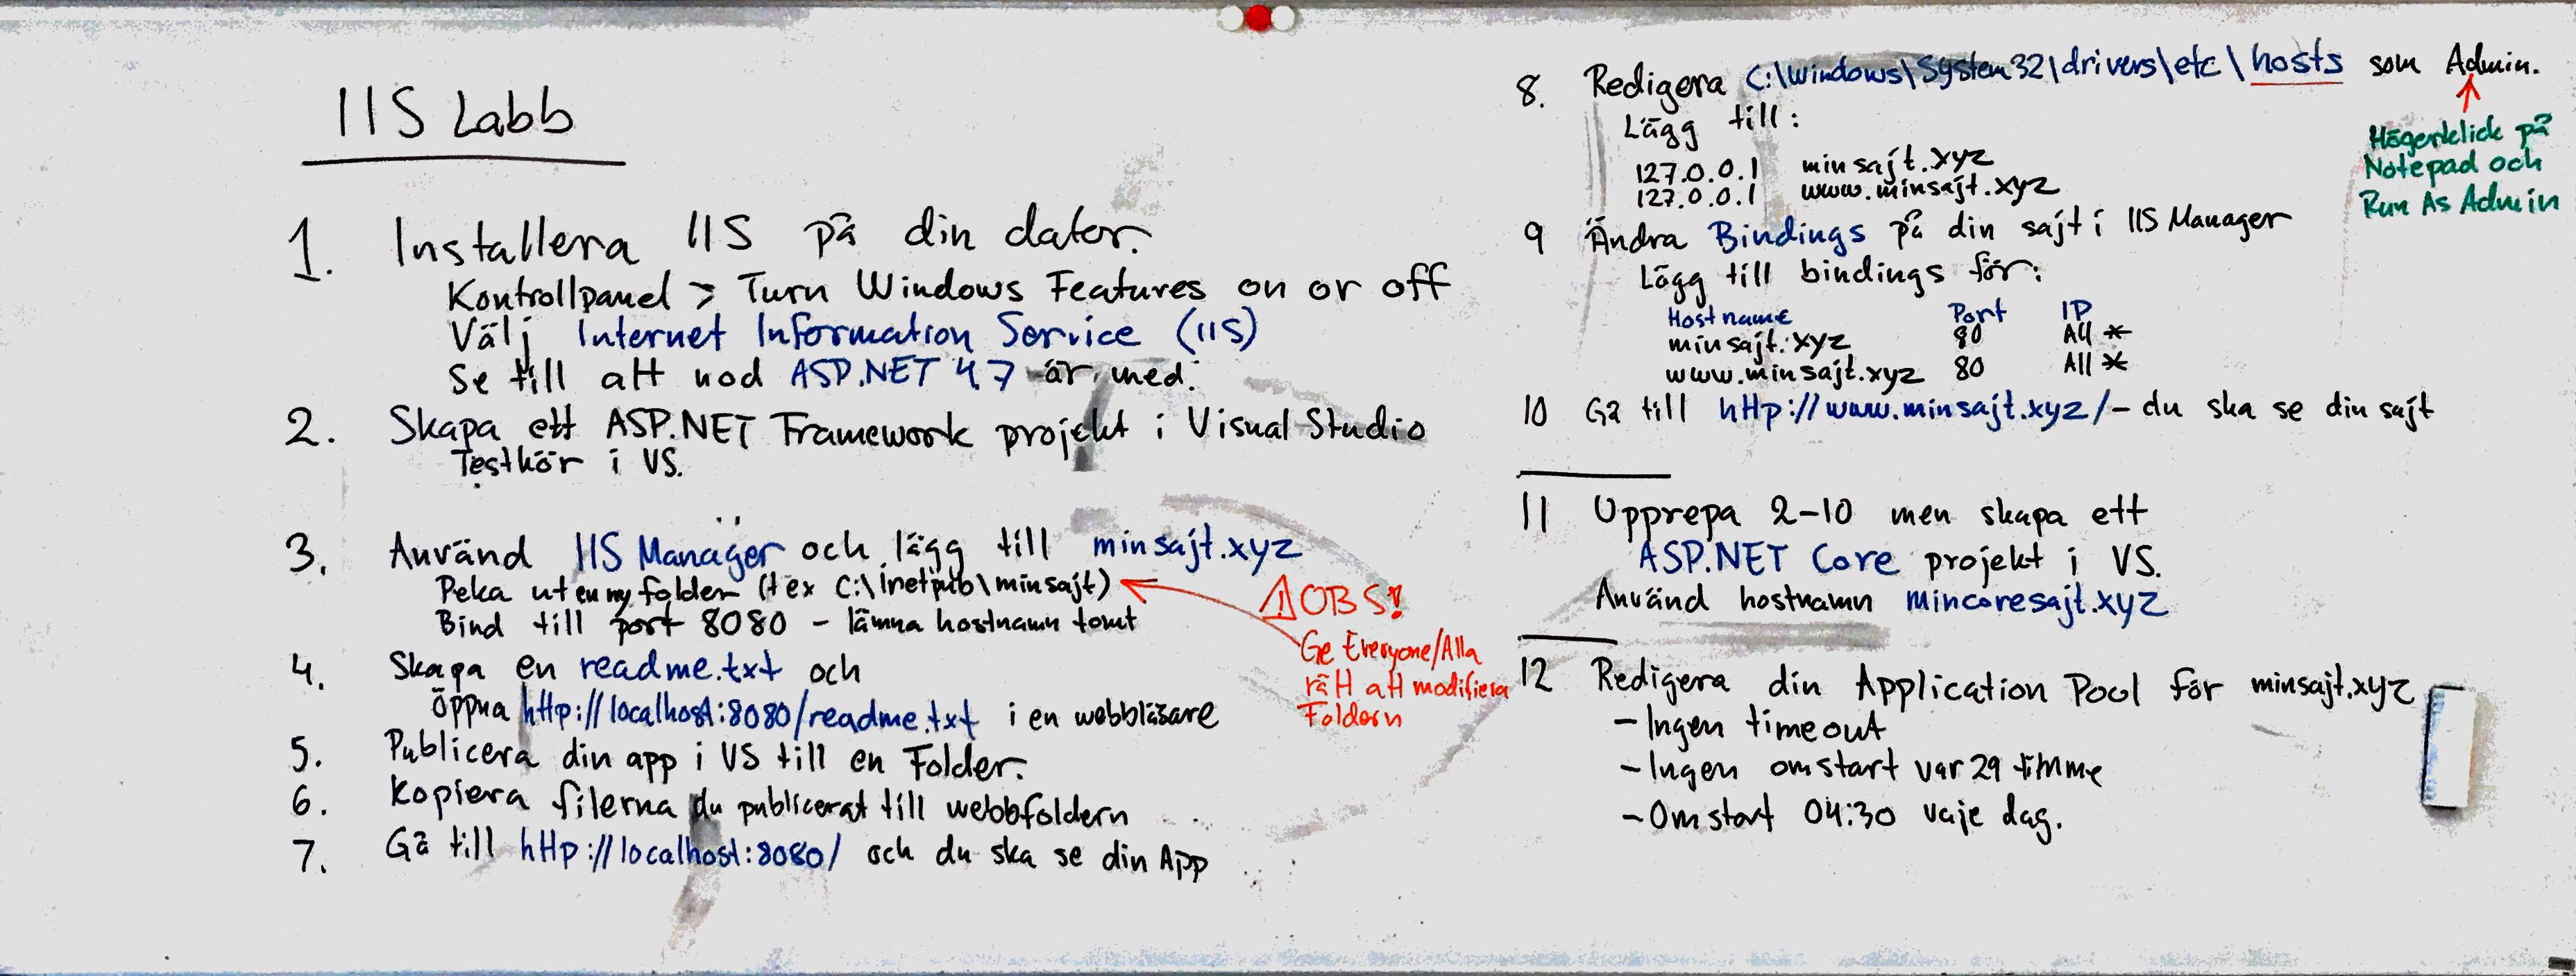 IIS Labb
1. Installera IIS på din dator.
Kontrollpanel > Turn Windows Features on or off
Välj Internet Information Service (IIS)
Se till att nod ASP.NET 4.7 är med.
2. Skapa ett ASP.NET Framework projekt i Visual Studio
Testkör i VS.
3. Använd IIS Manager och lägg till minsajt.xyz
Peka ut en ny folder (tex C:\inetpub\minsajt)
Bind till port 8080 - lämna hostnamn tomt
⚠ OBS!
Ge Everyone/Alla
rätt att modifiera
Foldern
4. Skapa en readme.txt och
öppna http://localhost:8080/readme.txt i en webbläsare
5. Publicera din app i VS till en Folder.
6. Kopiera filerna du publicerat till webbfoldern
7. Gå till http://localhost:8080/ och du ska se din App
8. Redigera C:\Windows\System32\drivers\etc\hosts som Admin.
Högerklick på
Notepad och
Run As Admin
Lägg till:
127.0.0.1 minsajt.xyz
127.0.0.1 www.minsajt.xyz
9 Ändra Bindings på din sajt i IIS Manager
Lägg till bindings för:
Hostname Port IP
minsajt.xyz 80 All *
www.minsajt.xyz 80 All *
10 Gå till http://www.minsajt.xyz/ - du ska se din sajt
11 Upprepa 2-10 men skapa ett
ASP.NET Core projekt i VS.
Använd hostnamn mincoresajt.xyz
12 Redigera din Application Pool för minsajt.xyz
- Ingen timeout
- Ingen omstart var 29 timme
- Omstart 04:30 vaje dag.